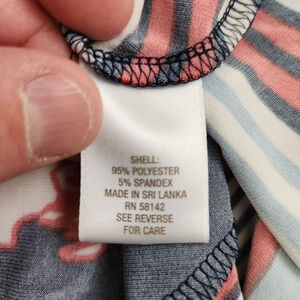 SHELL:
95% POLYESTER
5% SPANDEX
MADE IN SRI LANKA
RN 58142
SEE REVERSE
FOR CARE